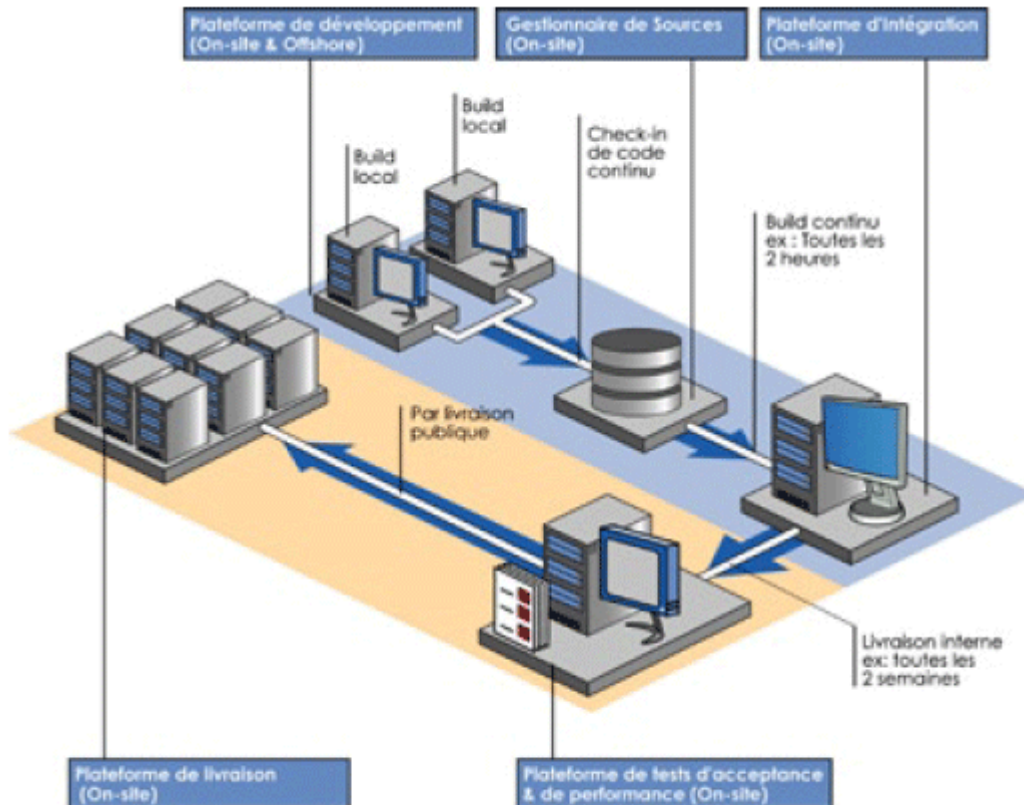 Plateforme de développement
(On-site & Offshore)
Gestionnaire de Sources
(On-site)
Plateforme d'Intégration
(On-site)
Build
local
Build
local
Check-in
de code
continu
Build continu
ex : Toutes les
2 heures
Par livraison
publique
Livraison interne
ex: toutes les
2 semaines
Plateforme de livraison
(On-site)
Plateforme de tests d'acceptance
& de performance (On-site)